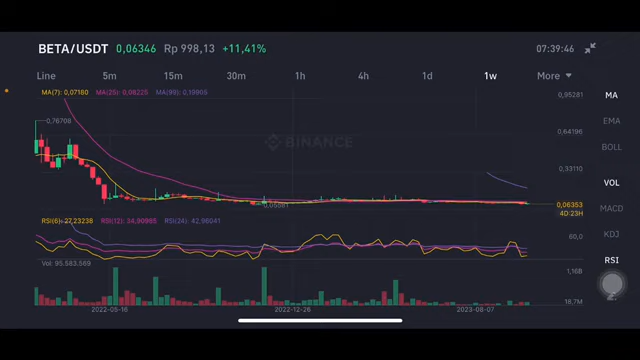 BETA/USDT 0,06346 Rp 998,13 +11,41% 07:39:46
Line 5m 15m 30m 1h 4h 1d 1w More
MA(7): 0,07180 MA(25): 0,08225 MA(99): 0,19905
0,95281
MA
0,76708
EMA
0,64196
BINANCE
BOLL
0,33110
VOL
0,05581
0,06353
4D:23H
MACD
RSI(6): 27,23238 RSI(12): 34,90985 RSI(24): 42,96041
KDJ
60,0
Vol: 95.583,569
RSI
1,16B
18,7M
2022-05-16 2022-12-26 2023-08-07